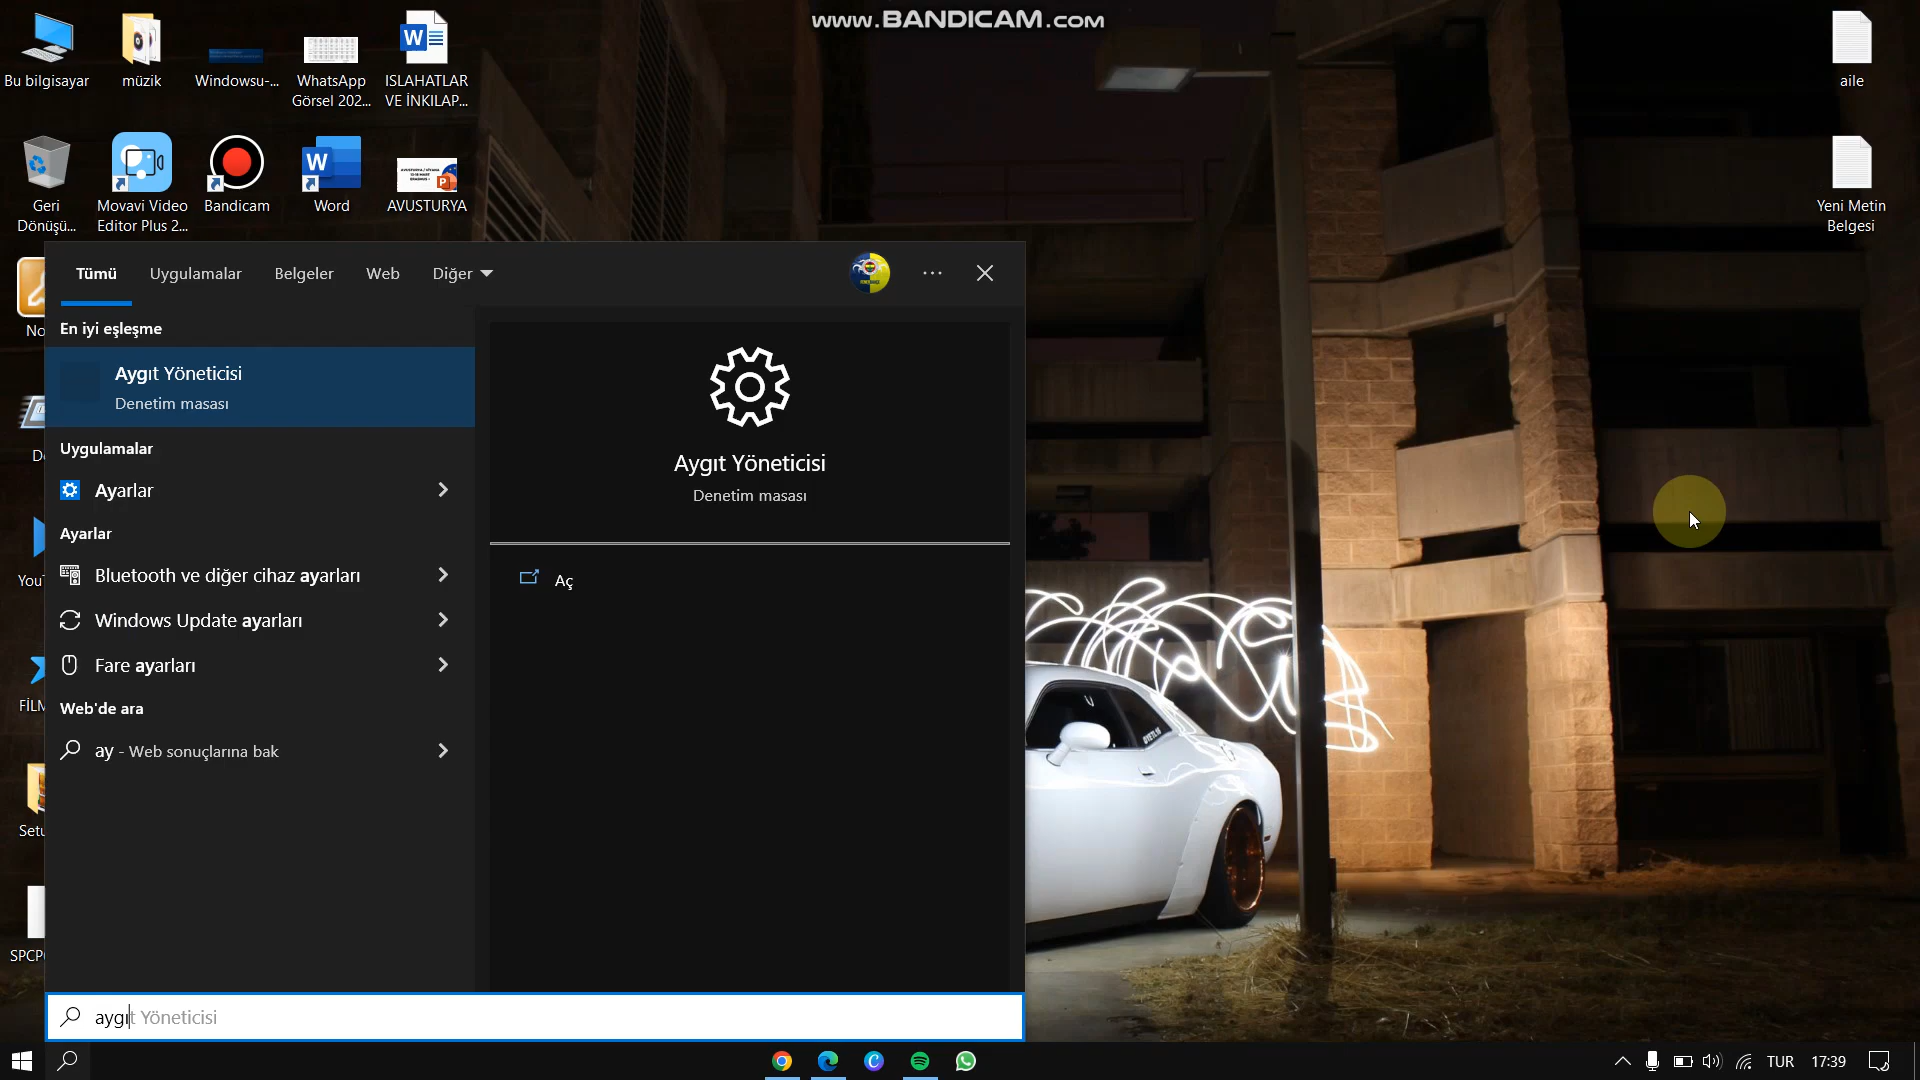 www.BANDICAM.com
Bu bilgisayar
müzik
Windowsu-...
WhatsApp
Görsel 202...
ISLAHATLAR
VE İNKILAP...
aile
Geri
Dönüşü...
Movavi Video
Editor Plus 2...
Bandicam
Word
AVUSTURYA
Yeni Metin
Belgesi
Tümü
Uygulamalar
Belgeler
Web
Diğer
En iyi eşleşme
Aygıt Yöneticisi
Denetim masası
Uygulamalar
Ayarlar
Ayarlar
Bluetooth ve diğer cihaz ayarları
Windows Update ayarları
Fare ayarları
Web'de ara
ay - Web sonuçlarına bak
Aygıt Yöneticisi
Denetim masası
Aç
aygıt Yöneticisi
TUR
17:39